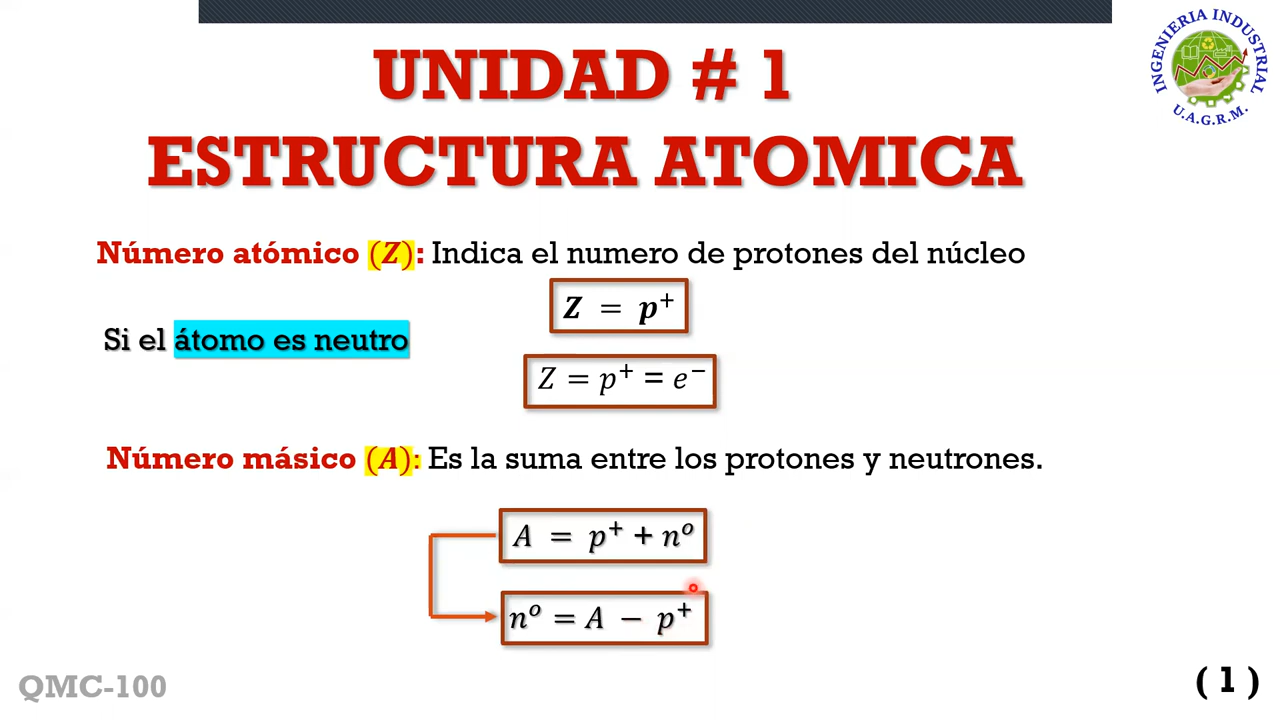 UNIDAD # 1
ESTRUCTURA ATOMICA
INGENIERIA INDUSTRIAL
U.A.G.R.M.
Número atómico (Z): Indica el numero de protones del núcleo
Z = p⁺
Si el átomo es neutro
Z = p⁺ = e⁻
Número másico (A): Es la suma entre los protones y neutrones.
A = p⁺ + nᵒ
nᵒ = A − p⁺
QMC-100
( 1 )